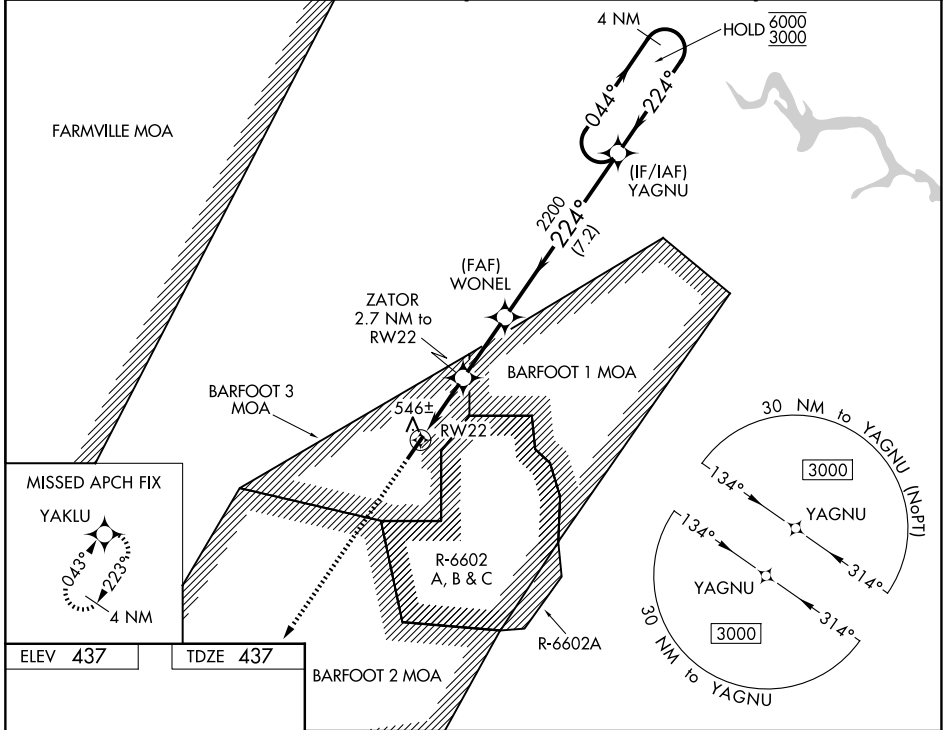 4 NM
HOLD 6000
3000
FARMVILLE MOA
044°
224°
(IF/IAF)
YAGNU
2200
224°
(7.2)
(FAF)
WONEL
ZATOR
2.7 NM to
RW22
BARFOOT 1 MOA
BARFOOT 3
MOA
546±
RW22
30 NM to YAGNU (NoPT)
3000
134°
YAGNU
314°
MISSED APCH FIX
YAKLU
043°
223°
4 NM
R-6602
A, B & C
134°
YAGNU
314°
3000
30 NM to YAGNU
R-6602A
ELEV 437
TDZE 437
BARFOOT 2 MOA